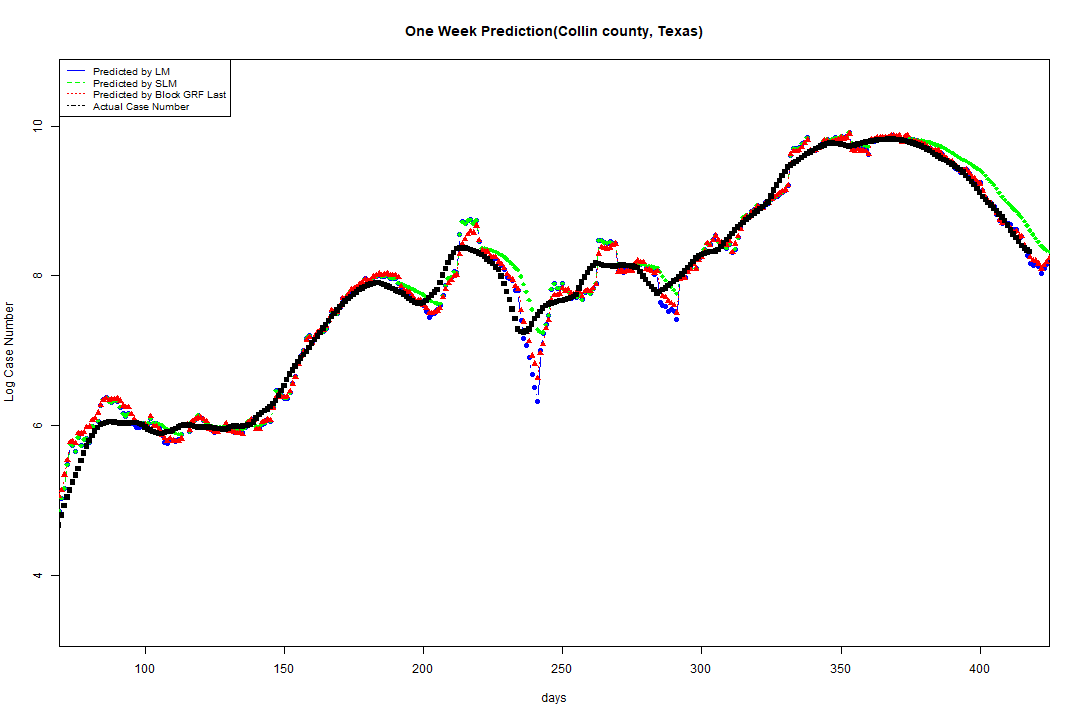 One Week Prediction(Collin county, Texas)
Predicted by LM
Predicted by SLM
Predicted by Block GRF Last
Actual Case Number
Log Case Number
10
8
6
4
100 150 200 250 300 350 400
days